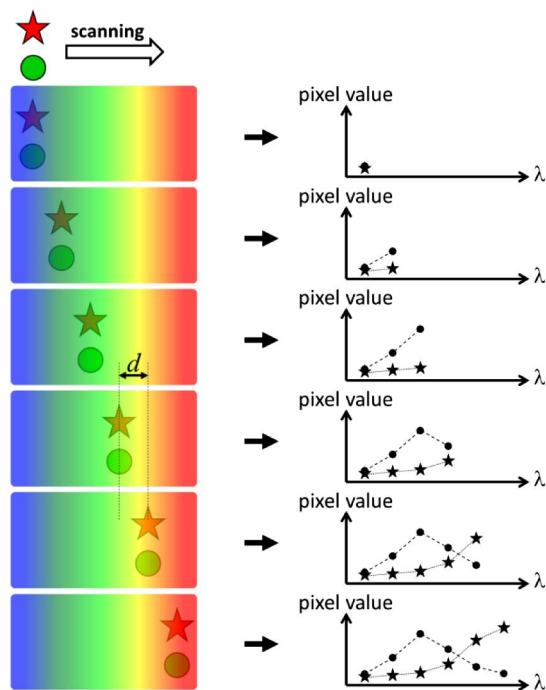 scanning
pixel value
λ
pixel value
λ
pixel value
λ
d
pixel value
λ
pixel value
λ
pixel value
λ